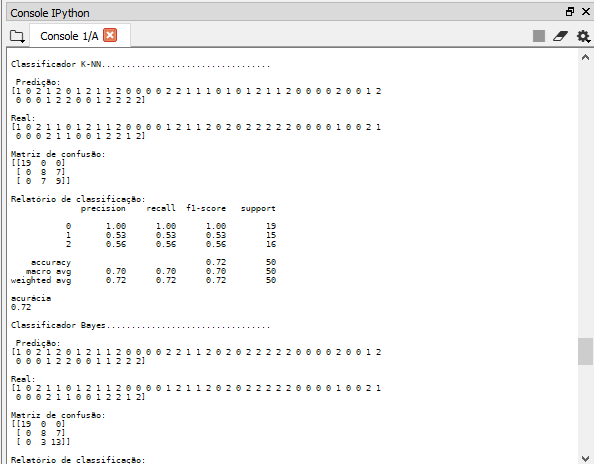 Console IPython
Console 1/A
Classificador K-NN.................................
Predição:
[1 0 2 1 2 0 1 2 1 1 2 0 0 0 0 2 2 1 1 1 0 1 0 1 2 1 1 2 0 0 0 0 2 0 0 1 2
0 0 0 1 2 2 0 0 1 2 2 2 2]
Real:
[1 0 2 1 1 0 1 2 1 1 2 0 0 0 0 1 2 1 1 2 0 2 0 2 2 2 2 2 0 0 0 0 1 0 0 2 1
0 0 0 2 1 1 0 0 1 2 2 1 2]
Matriz de confusão:
[[19 0 0]
[ 0 8 7]
[ 0 7 9]]
Relatório de classificação:
precision recall f1-score support
0 1.00 1.00 1.00 19
1 0.53 0.53 0.53 15
2 0.56 0.56 0.56 16
accuracy 0.72 50
macro avg 0.70 0.70 0.70 50
weighted avg 0.72 0.72 0.72 50
acurácia
0.72
Classificador Bayes.................................
Predição:
[1 0 2 1 2 0 1 2 1 1 2 0 0 0 0 2 2 1 1 2 0 2 0 2 2 2 2 2 0 0 0 0 2 0 0 1 2
0 0 0 1 2 2 0 0 1 1 2 2 2]
Real:
[1 0 2 1 1 0 1 2 1 1 2 0 0 0 0 1 2 1 1 2 0 2 0 2 2 2 2 2 0 0 0 0 1 0 0 2 1
0 0 0 2 1 1 0 0 1 2 2 1 2]
Matriz de confusão:
[[19 0 0]
[ 0 8 7]
[ 0 3 13]]
Relatório de classificação: